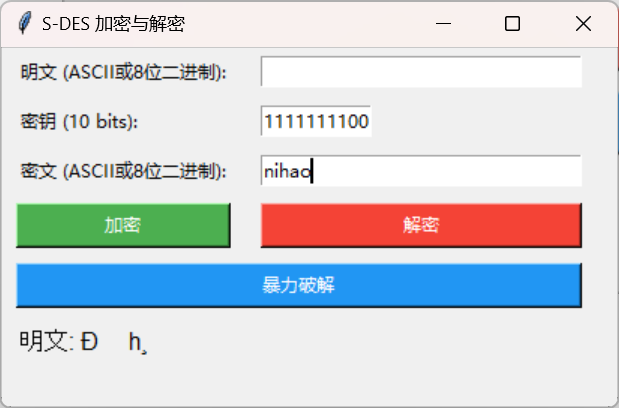 S-DES 加密与解密
明文 (ASCII或8位二进制):
密钥 (10 bits): 1111111100
密文 (ASCII或8位二进制): nihao
加密 解密
暴力破解
明文: Ð h¸